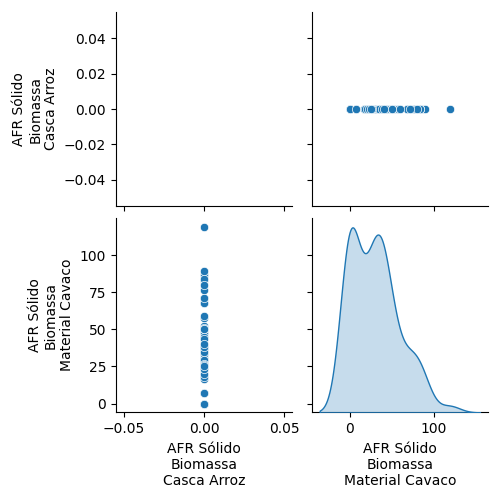 0.04
0.02
0.00
−0.02
−0.04
AFR Sólido
Biomassa
Casca Arroz
100
75
50
25
0
AFR Sólido
Biomassa
Material Cavaco
−0.05
0.00
0.05
AFR Sólido
Biomassa
Casca Arroz
0
100
AFR Sólido
Biomassa
Material Cavaco